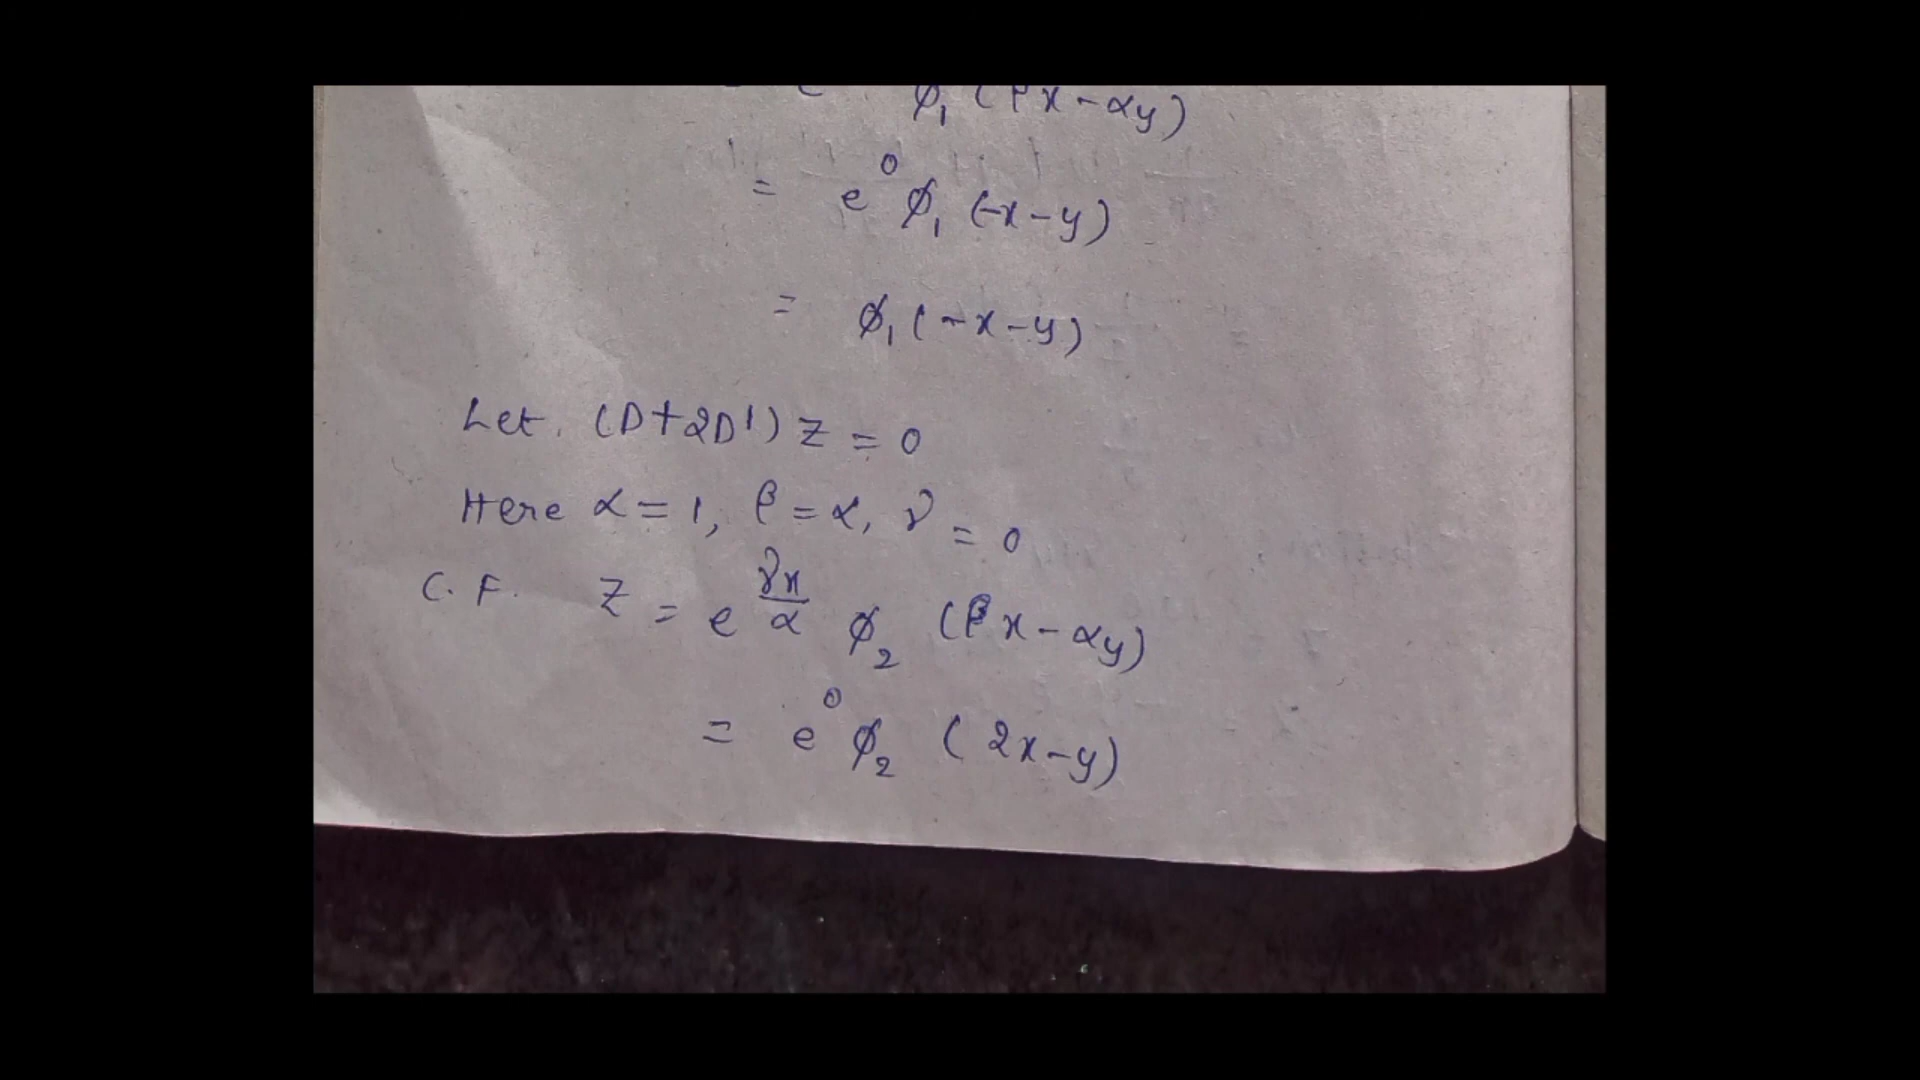 ϕ₁ (βx-αy)
= e⁰ ϕ₁ (-x-y)
= ϕ₁ (-x-y)
Let. (D+2D') Z = 0
Here α=1, β=2, γ=0
C.F. Z = e^(γx/α) ϕ₂ (βx-αy)
= e⁰ ϕ₂ (2x-y)